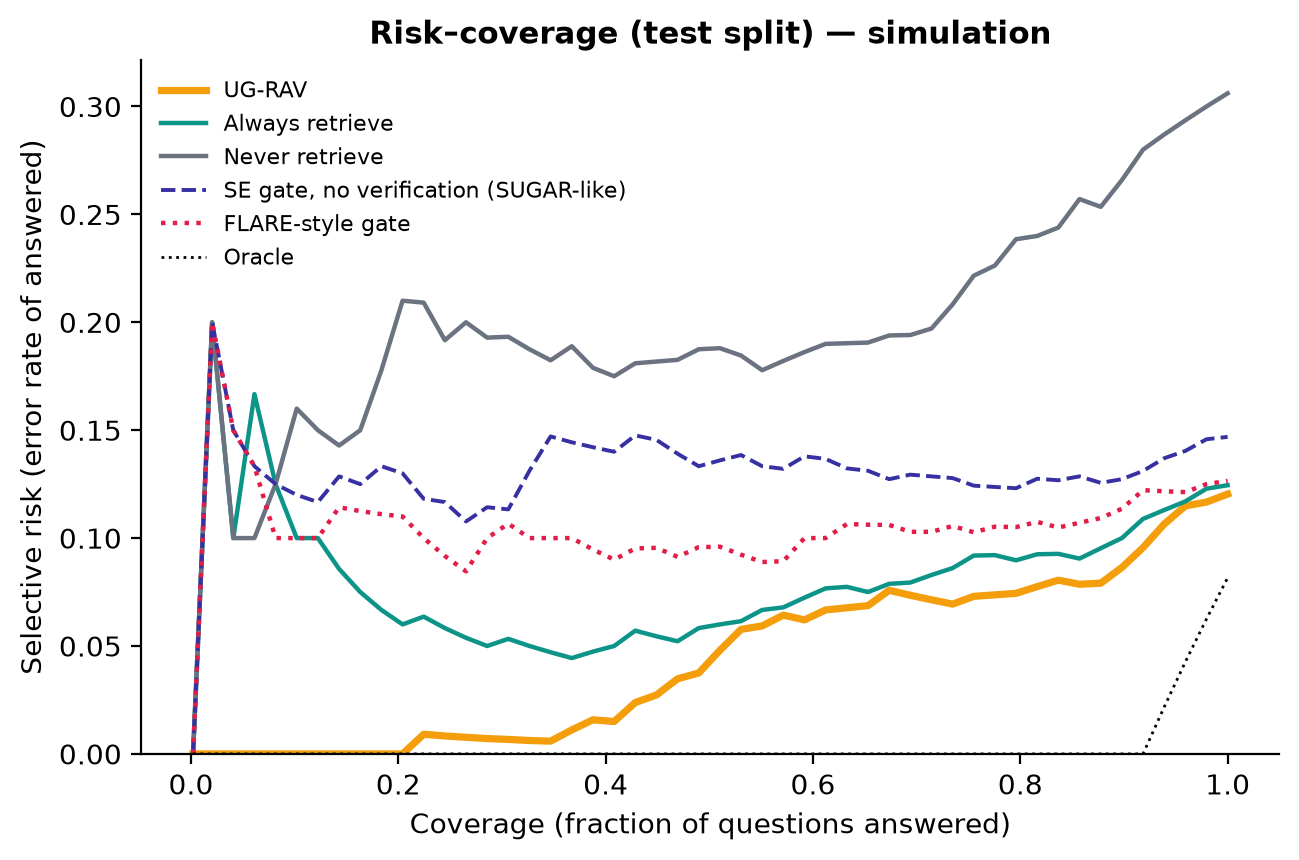 Risk–coverage (test split) — simulation
UG-RAV
Always retrieve
Never retrieve
SE gate, no verification (SUGAR-like)
FLARE-style gate
Oracle
Selective risk (error rate of answered)
0.30
0.25
0.20
0.15
0.10
0.05
0.00
0.0 0.2 0.4 0.6 0.8 1.0
Coverage (fraction of questions answered)